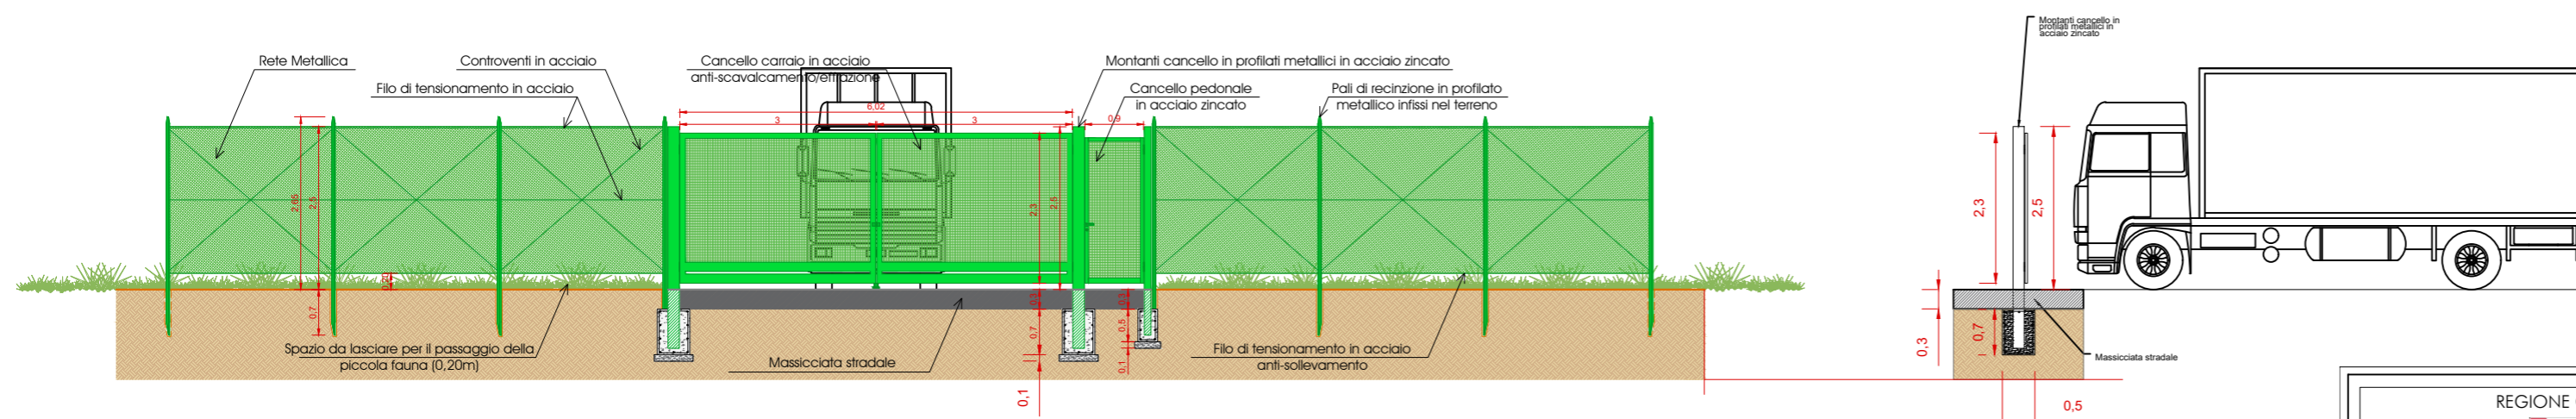 Rete Metallica
Controventi in acciaio
Filo di tensionamento in acciaio
Cancello carraio in acciaio
anti-scavalcamento/effrazione
Montanti cancello in profilati metallici in acciaio zincato
Cancello pedonale
in acciaio zincato
Pali di recinzione in profilato
metallico infissi nel terreno
6,02
3
3
0,9
2,65
2,5
2,3
2,5
0,20
0,7
0,3
0,3
0,7
0,5
0,1
0,1
Spazio da lasciare per il passaggio della
piccola fauna (0,20m)
Massicciata stradale
Filo di tensionamento in acciaio
anti-sollevamento
Montanti cancello in
profilati metallici in
acciaio zincato
2,3
2,5
0,3
0,7
Massicciata stradale
0,5
REGIONE